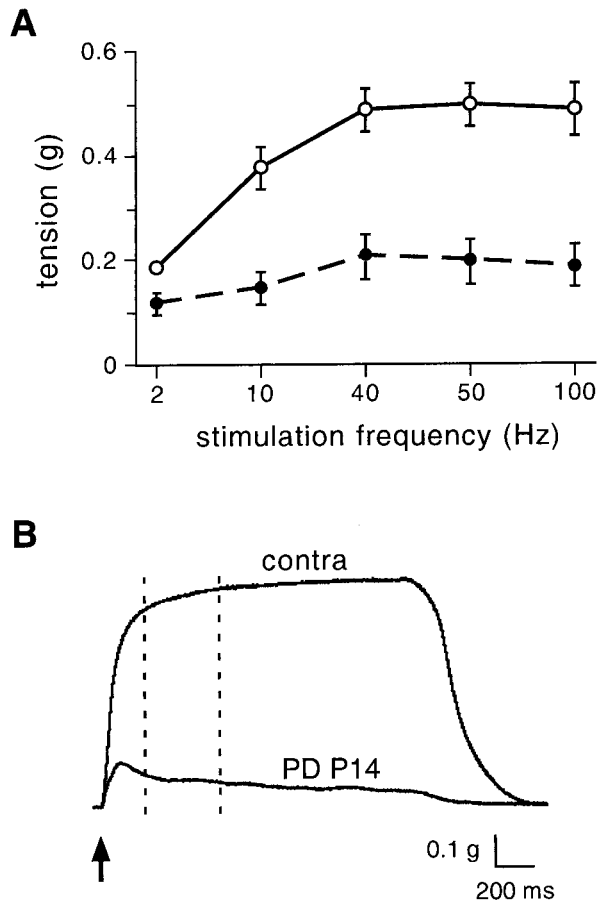 A
0.6
0.4
0.2
0
tension (g)
2 10 40 50 100
stimulation frequency (Hz)
B
contra
PD P14
0.1 g
200 ms